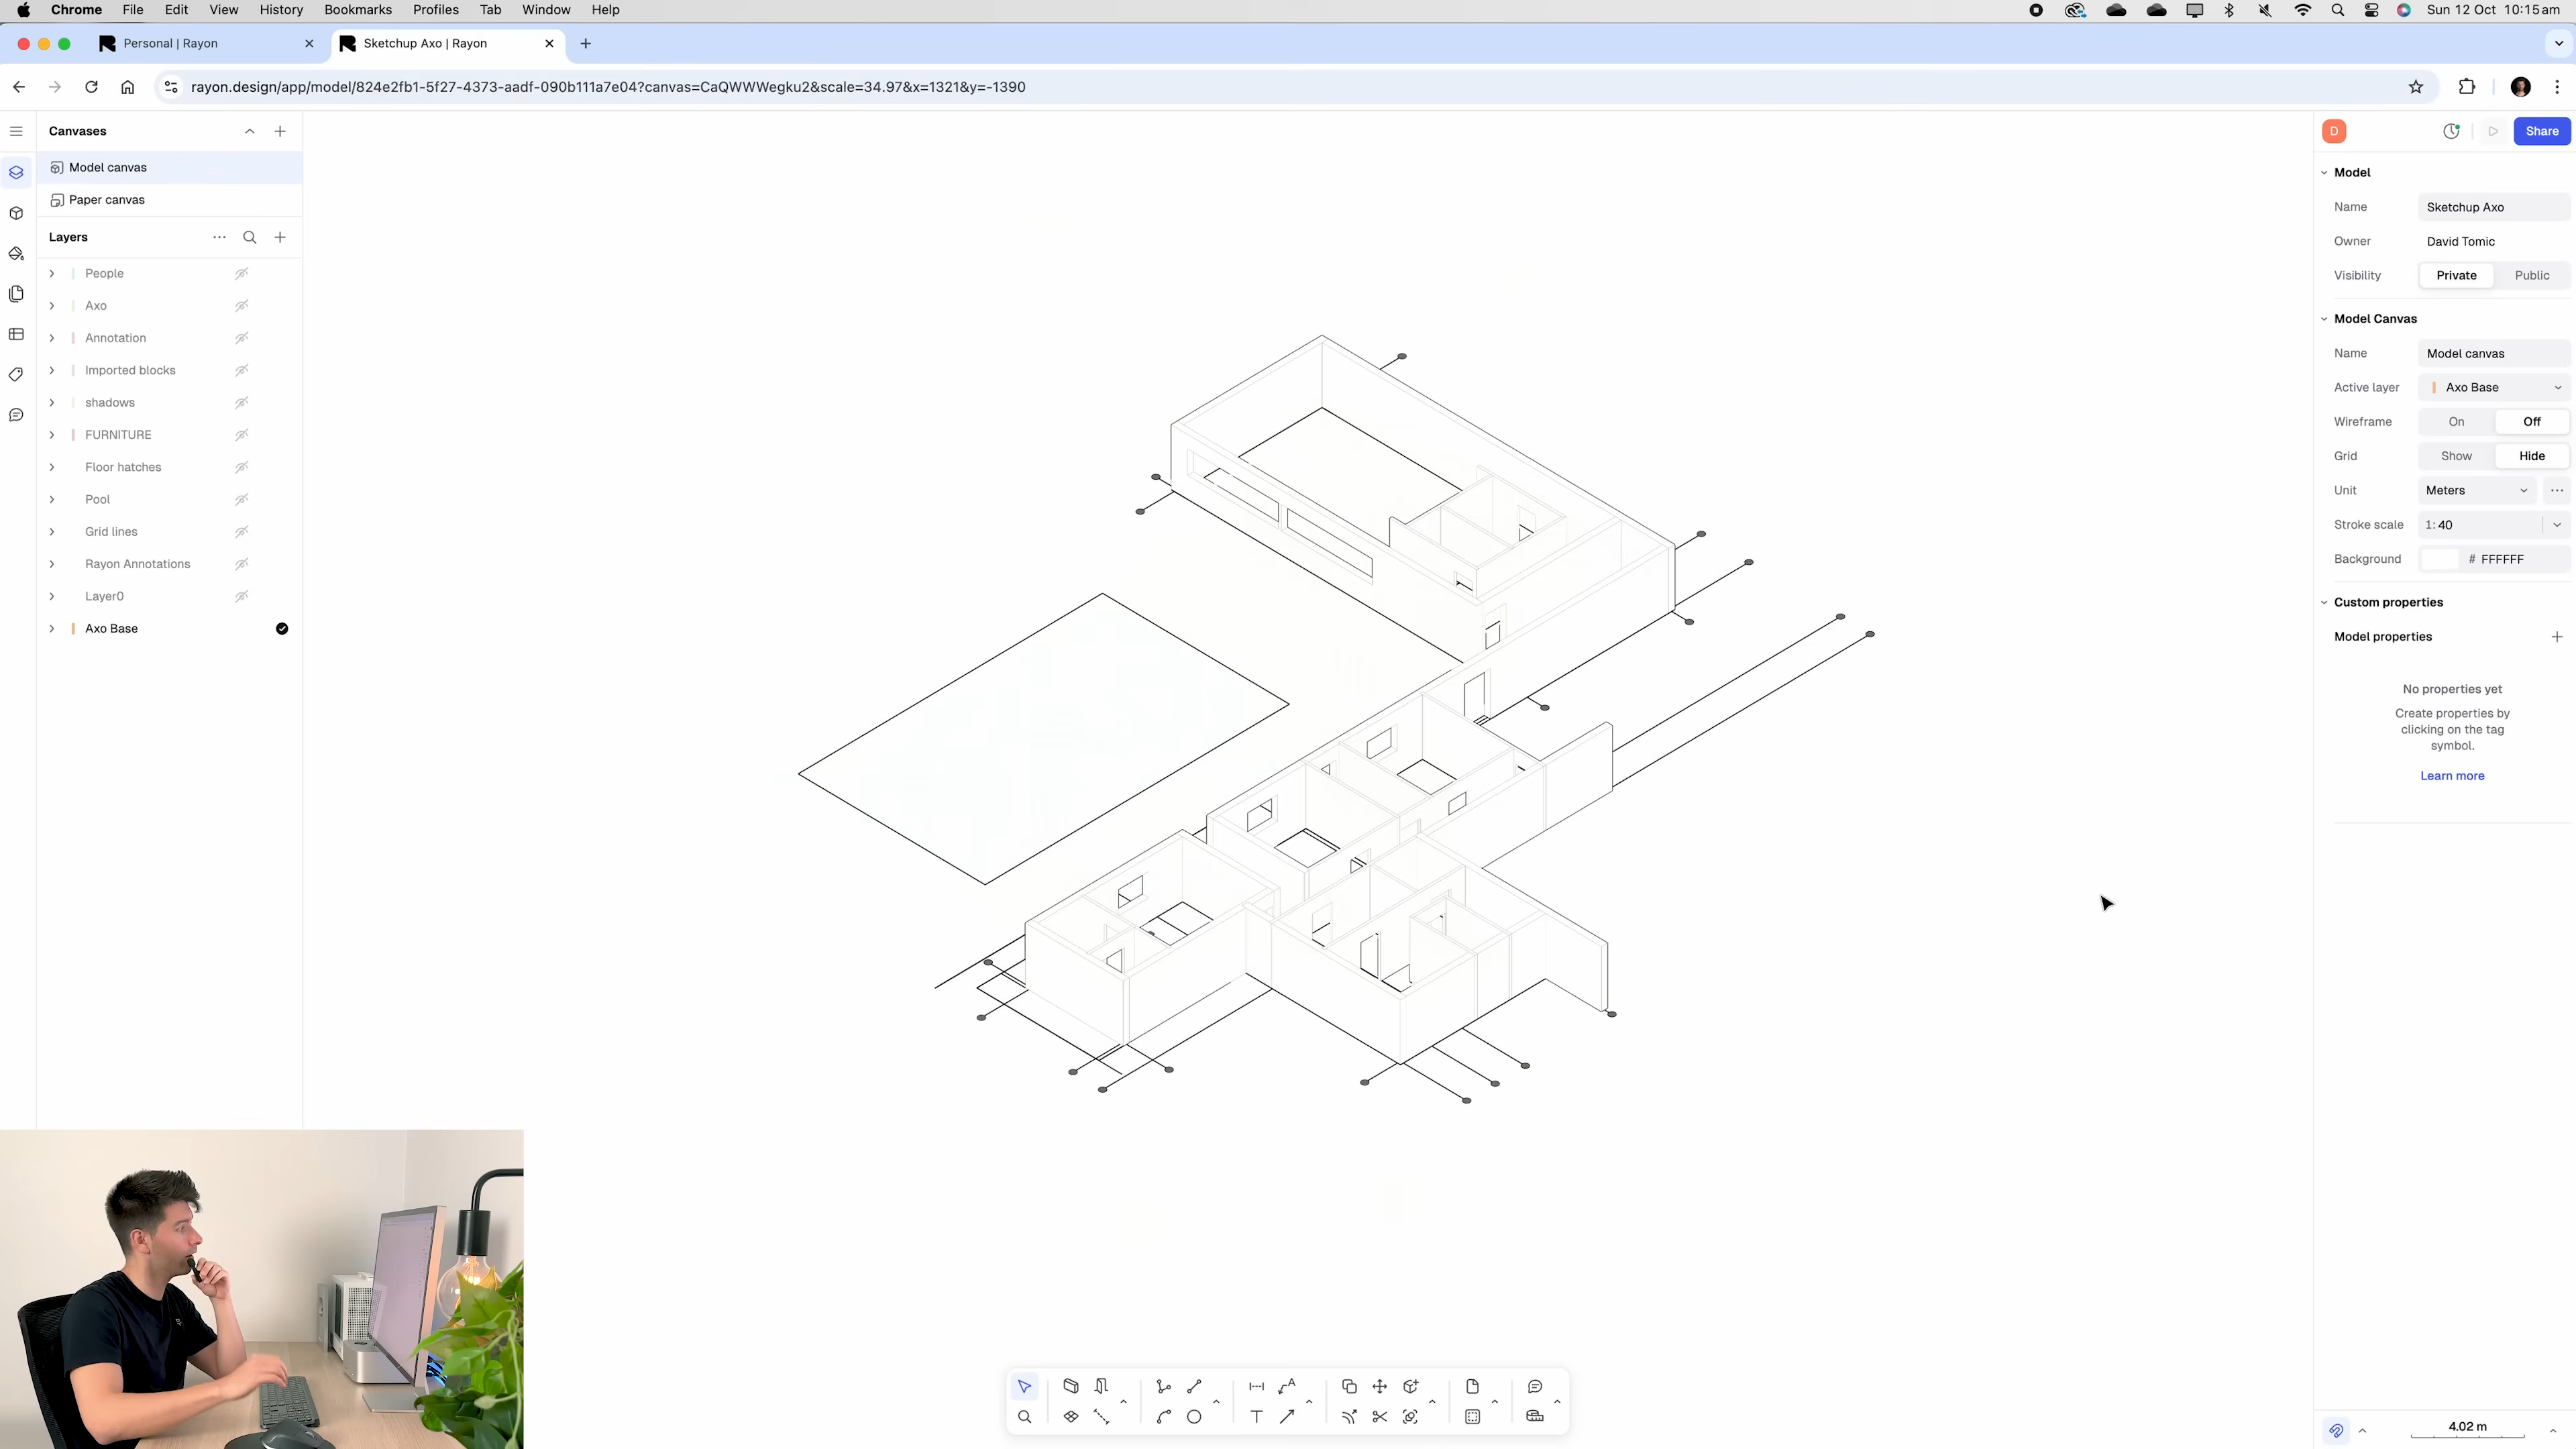 Chrome File Edit View History Bookmarks Profiles Tab Window Help Sun 12 Oct 10:15 am
Personal | Rayon Sketchup Axo | Rayon
rayon.design/app/model/824e2fb1-5f27-4373-aadf-090b111a7e04?canvas=CaQWWWegku2&scale=34.97&x=1321&y=-1390
Canvases
Model canvas
Paper canvas
Layers
People
Axo
Annotation
Imported blocks
shadows
FURNITURE
Floor hatches
Pool
Grid lines
Rayon Annotations
Layer0
Axo Base
D Share
Model
Name Sketchup Axo
Owner David Tomic
Visibility Private Public
Model Canvas
Name Model canvas
Active layer Axo Base
Wireframe On Off
Grid Show Hide
Unit Meters
Stroke scale 1: 40
Background # FFFFFF
Custom properties
Model properties
No properties yet
Create properties by
clicking on the tag
symbol.
Learn more
4.02 m